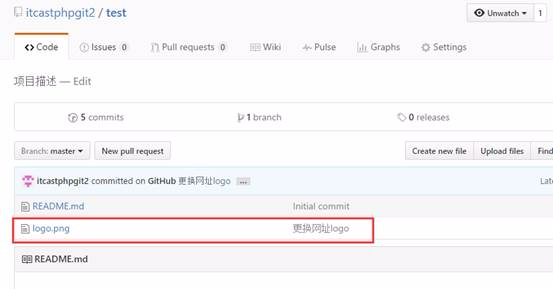 itcastphpgit2 / test
Unwatch 1
Code Issues 0 Pull requests 0 Wiki Pulse Graphs Settings
项目描述 — Edit
5 commits 1 branch 0 releases
Branch: master New pull request Create new file Upload files Find
itcastphpgit2 committed on GitHub 更换网址logo ... Late
README.md Initial commit
logo.png 更换网址logo
README.md